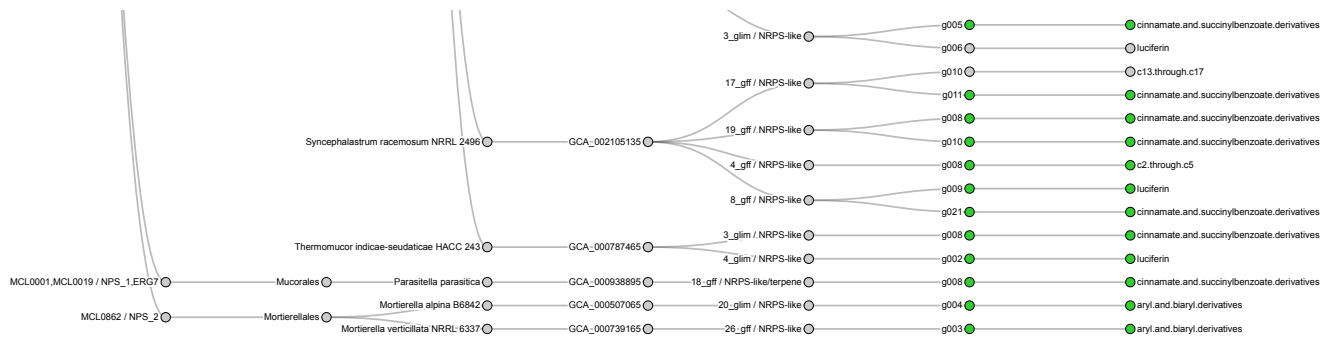 g005 cinnamate.and.succinylbenzoate.derivatives
3_glim / NRPS-like
g006 luciferin
g010 c13.through.c17
17_gff / NRPS-like
g011 cinnamate.and.succinylbenzoate.derivatives
g008 cinnamate.and.succinylbenzoate.derivatives
19_gff / NRPS-like
Syncephalastrum racemosum NRRL 2496 GCA_002105135 g010 cinnamate.and.succinylbenzoate.derivatives
4_gff / NRPS-like g008 c2.through.c5
g009 luciferin
8_gff / NRPS-like
g021 cinnamate.and.succinylbenzoate.derivatives
3_glim / NRPS-like g008 cinnamate.and.succinylbenzoate.derivatives
Thermomucor indicae-seudaticae HACC 243 GCA_000787465
4_glim / NRPS-like g002 luciferin
MCL0001,MCL0019 / NPS_1,ERG7 Mucorales Parasitella parasitica GCA_000938895 18_gff / NRPS-like/terpene g008 cinnamate.and.succinylbenzoate.derivatives
Mortierella alpina B6842 GCA_000507065 20_glim / NRPS-like g004 aryl.and.biaryl.derivatives
MCL0862 / NPS_2 Mortierellales
Mortierella verticillata NRRL 6337 GCA_000739165 26_gff / NRPS-like g003 aryl.and.biaryl.derivatives